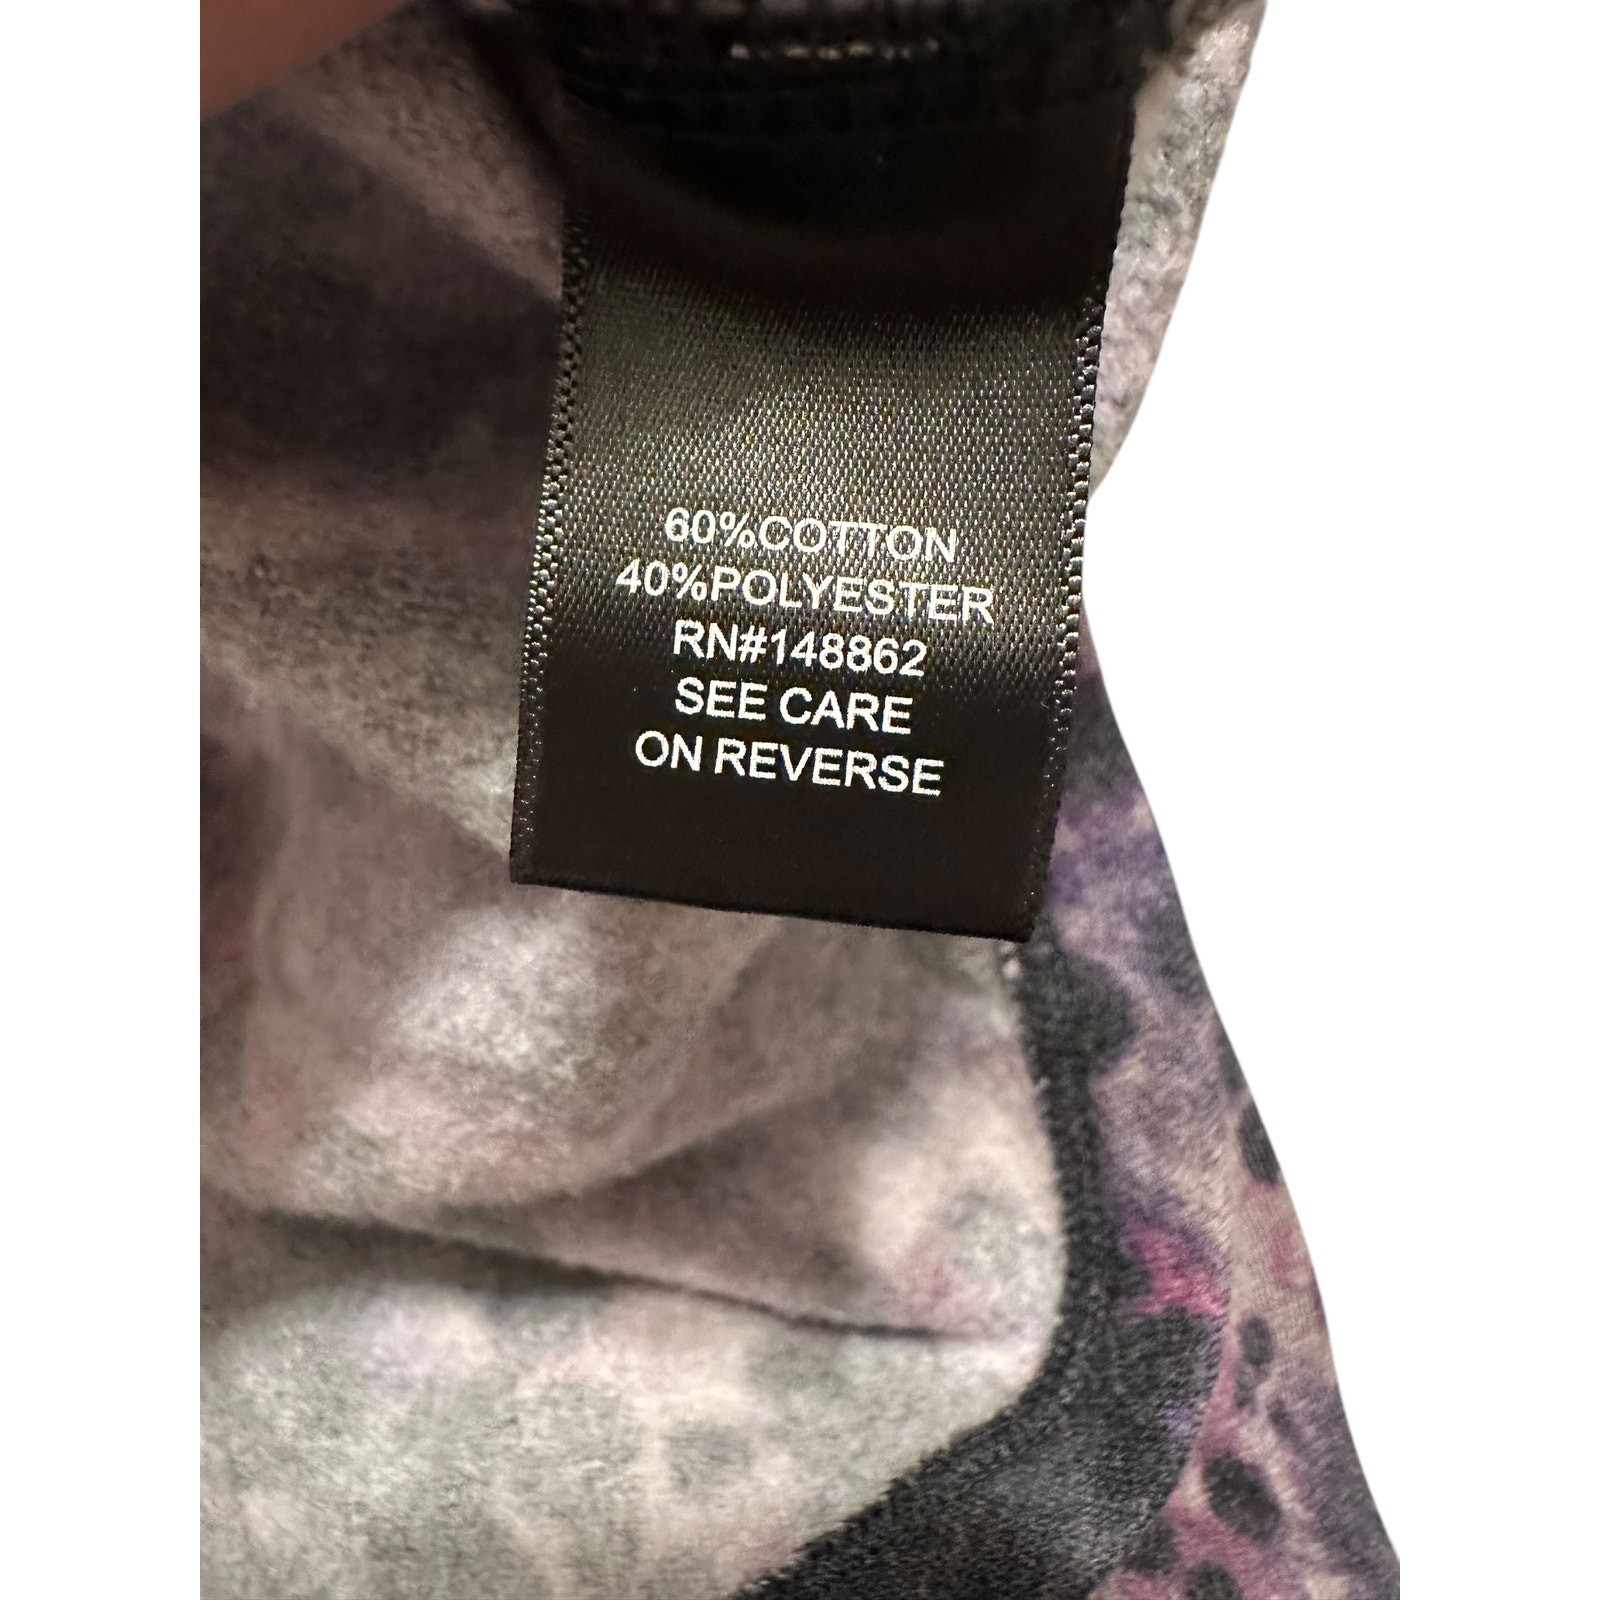 60%COTTON
40%POLYESTER
RN#148862
SEE CARE
ON REVERSE